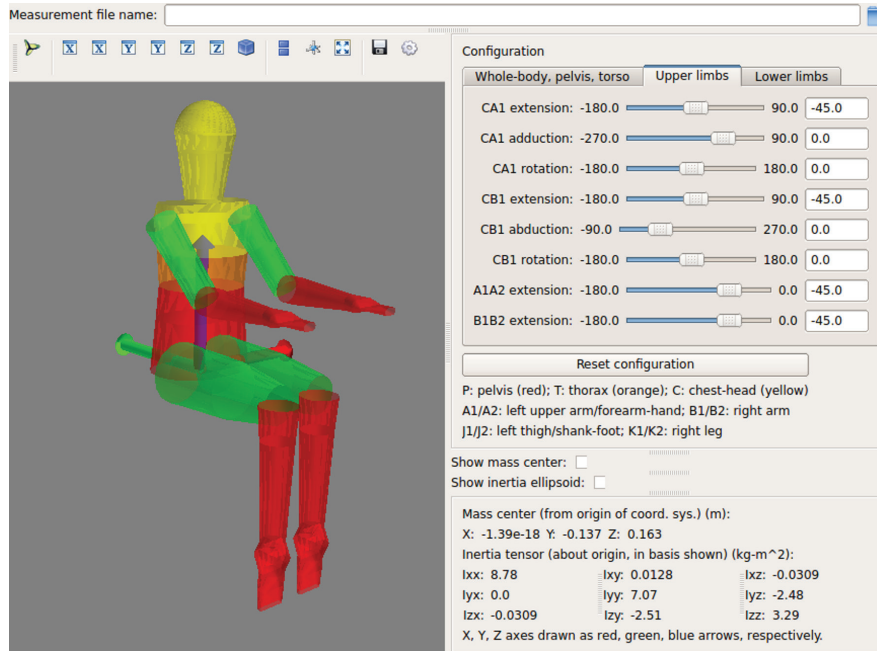 Measurement file name:
X X Y Y Z Z
Configuration
Whole-body, pelvis, torso Upper limbs Lower limbs
CA1 extension: -180.0 90.0 -45.0
CA1 adduction: -270.0 90.0 0.0
CA1 rotation: -180.0 180.0 0.0
CB1 extension: -180.0 90.0 -45.0
CB1 abduction: -90.0 270.0 0.0
CB1 rotation: -180.0 180.0 0.0
A1A2 extension: -180.0 0.0 -45.0
B1B2 extension: -180.0 0.0 -45.0
Reset configuration
P: pelvis (red); T: thorax (orange); C: chest-head (yellow)
A1/A2: left upper arm/forearm-hand; B1/B2: right arm
J1/J2: left thigh/shank-foot; K1/K2: right leg
Show mass center:
Show inertia ellipsoid:
Mass center (from origin of coord. sys.) (m):
X: -1.39e-18 Y: -0.137 Z: 0.163
Inertia tensor (about origin, in basis shown) (kg-m^2):
Ixx: 8.78 Ixy: 0.0128 Ixz: -0.0309
Iyx: 0.0 Iyy: 7.07 Iyz: -2.48
Izx: -0.0309 Izy: -2.51 Izz: 3.29
X, Y, Z axes drawn as red, green, blue arrows, respectively.